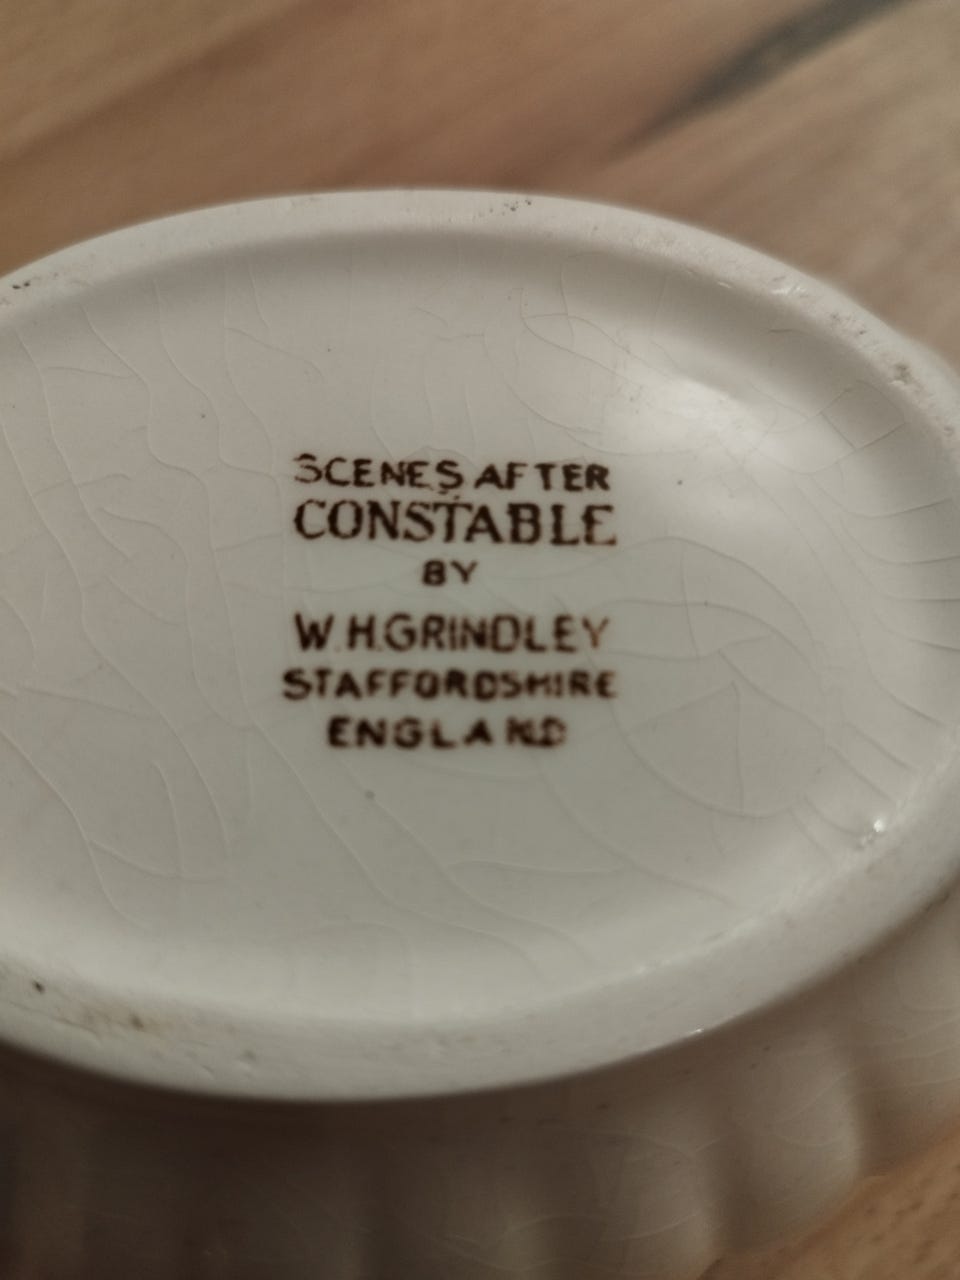 SCENES AFTER
CONSTABLE
BY
W.H.GRINDLEY
STAFFORDSHIRE
ENGLAND